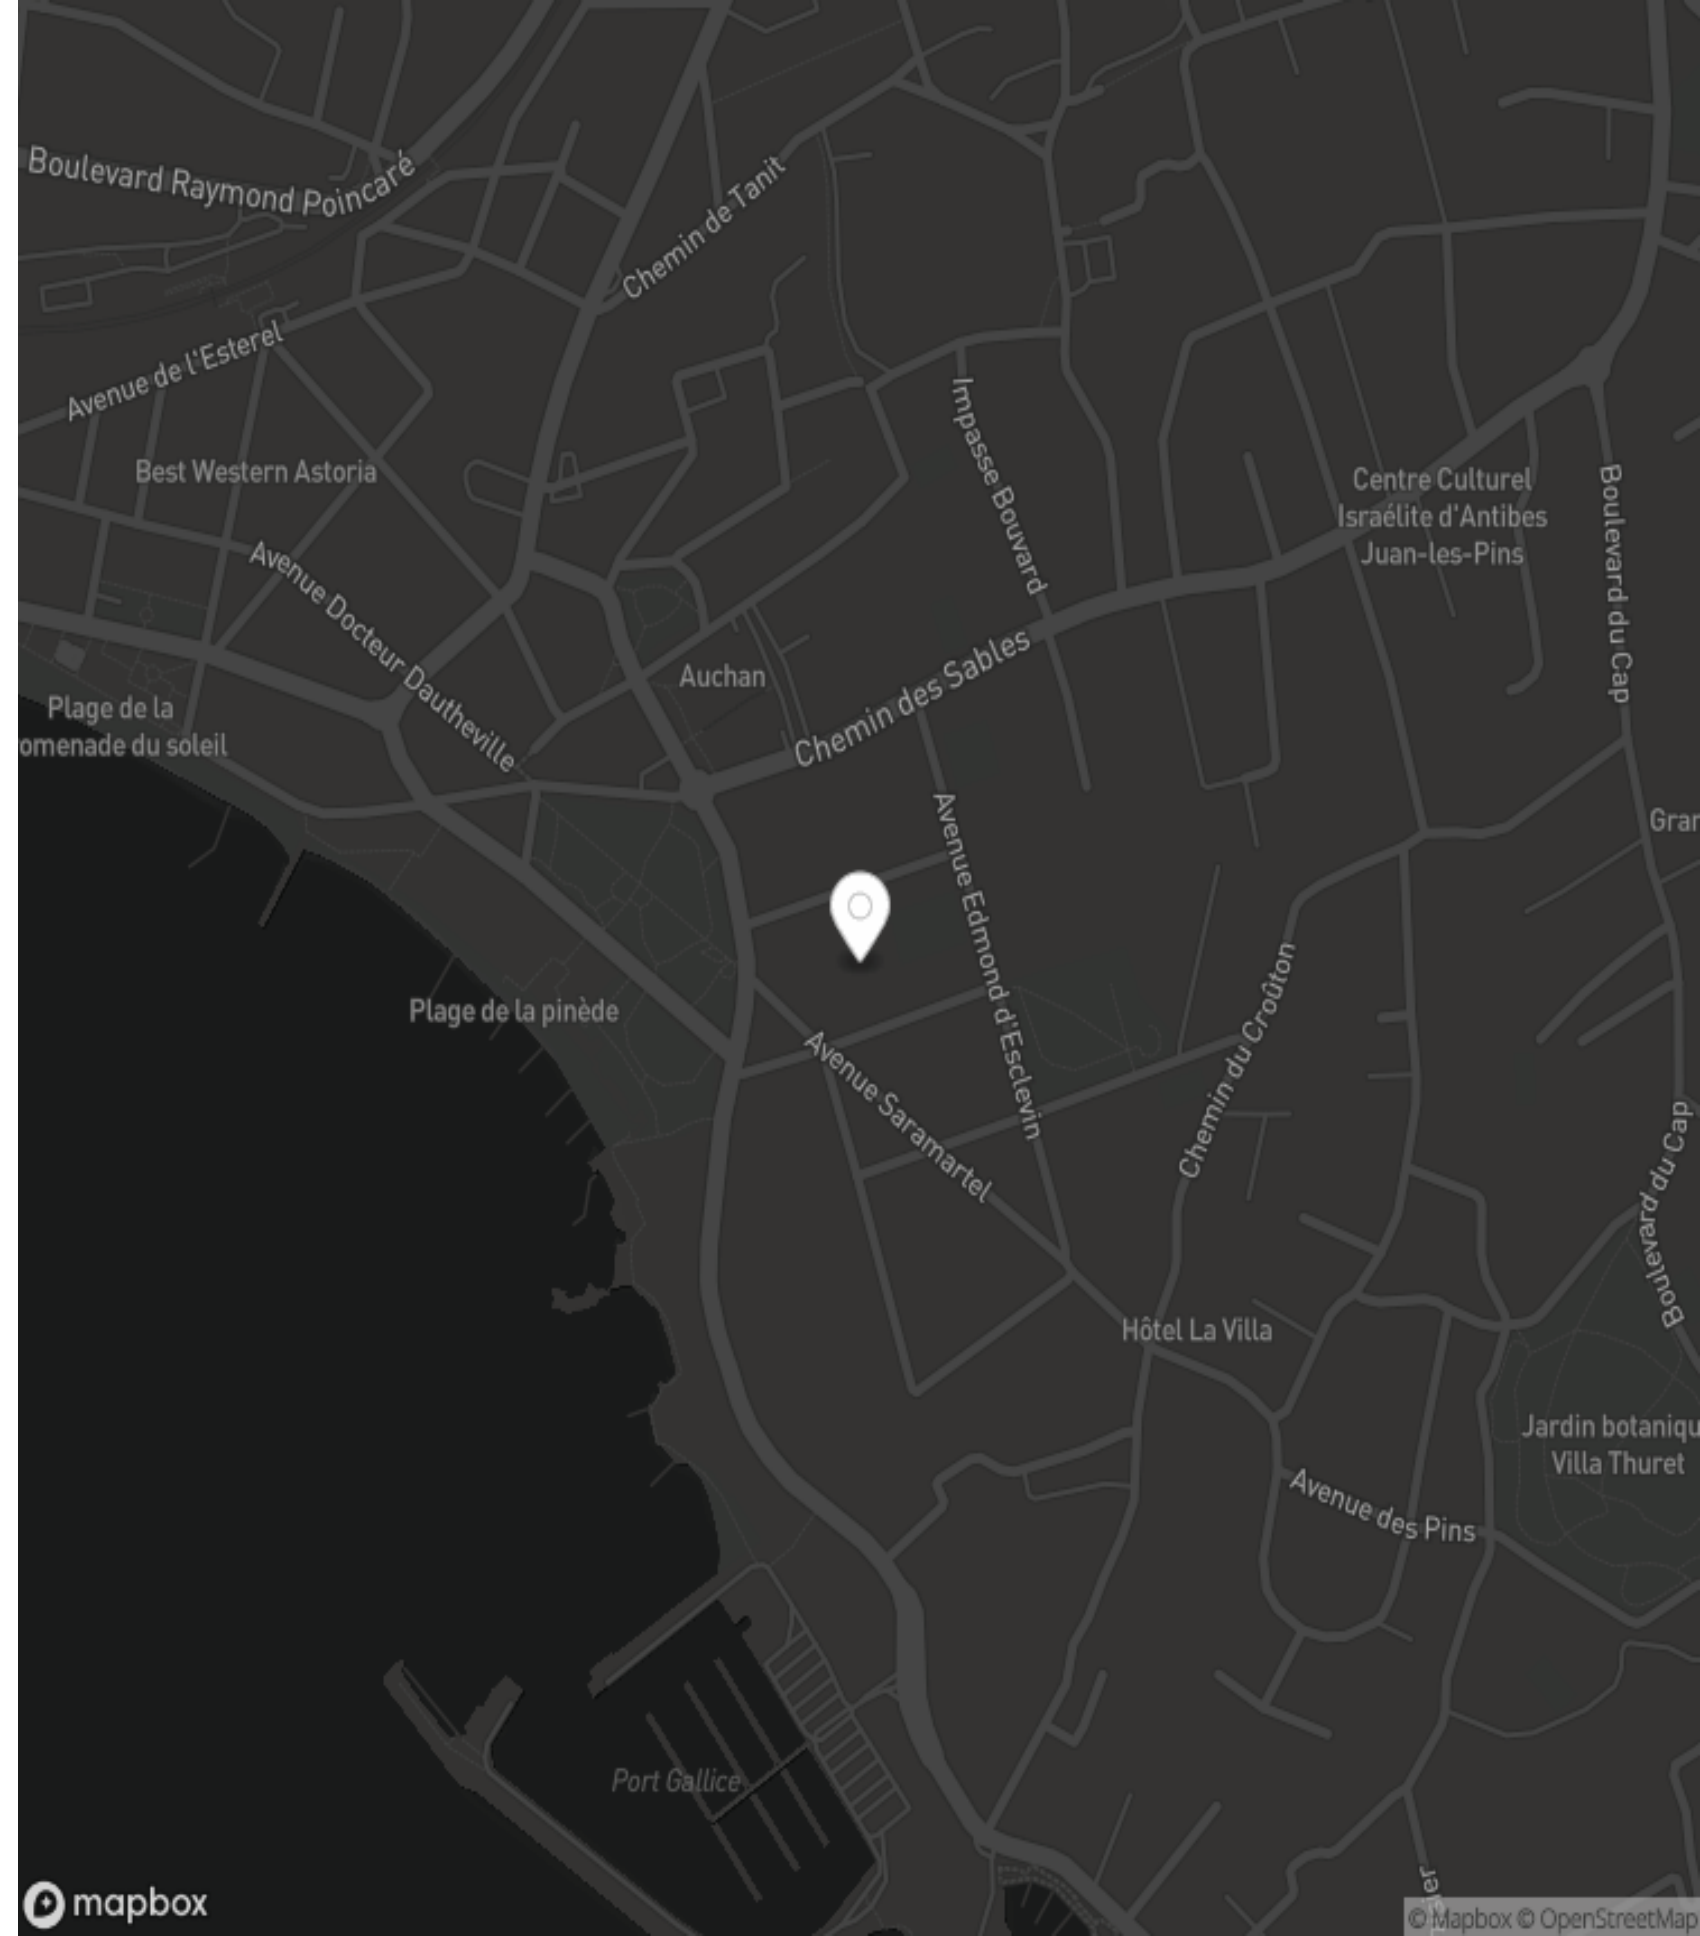 Boulevard Raymond Poincaré
Chemin de Tanit
Avenue de l'Esterel
Best Western Astoria
Impasse Bouvard
Centre Culturel
Israélite d'Antibes
Juan-les-Pins
Boulevard du Cap
Avenue Docteur Dautheville
Auchan
Chemin des Sables
Plage de la
omenade du soleil
Avenue Edmond d'Esclevin
Gran
Plage de la pinède
Chemin du Croûton
Avenue Saramartel
Boulevard du Cap
Hôtel La Villa
Jardin botaniqu
Villa Thuret
Avenue des Pins
Port Gallice
mapbox
© Mapbox © OpenStreetMap